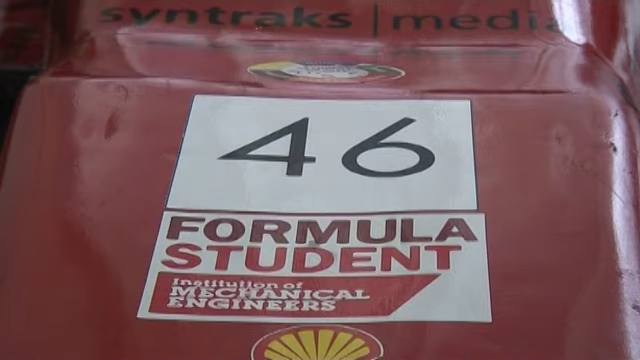 syntraks | media
46
FORMULA
STUDENT
Institution of
MECHANICAL
ENGINEERS